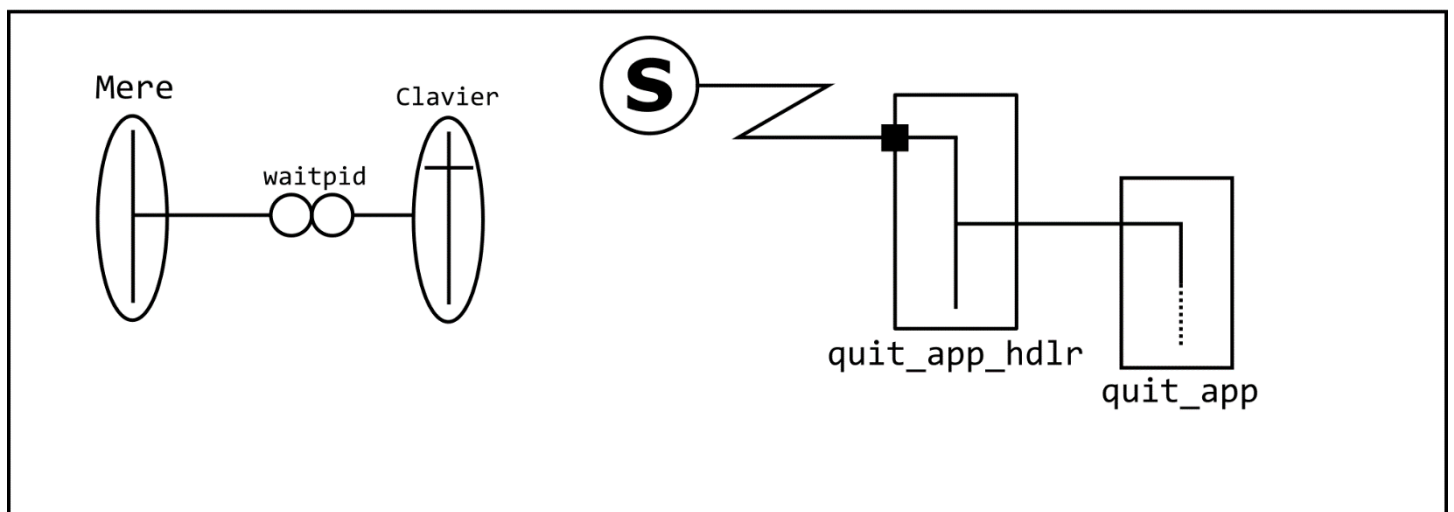 Mere
Clavier
waitpid
S
quit_app_hdlr
quit_app